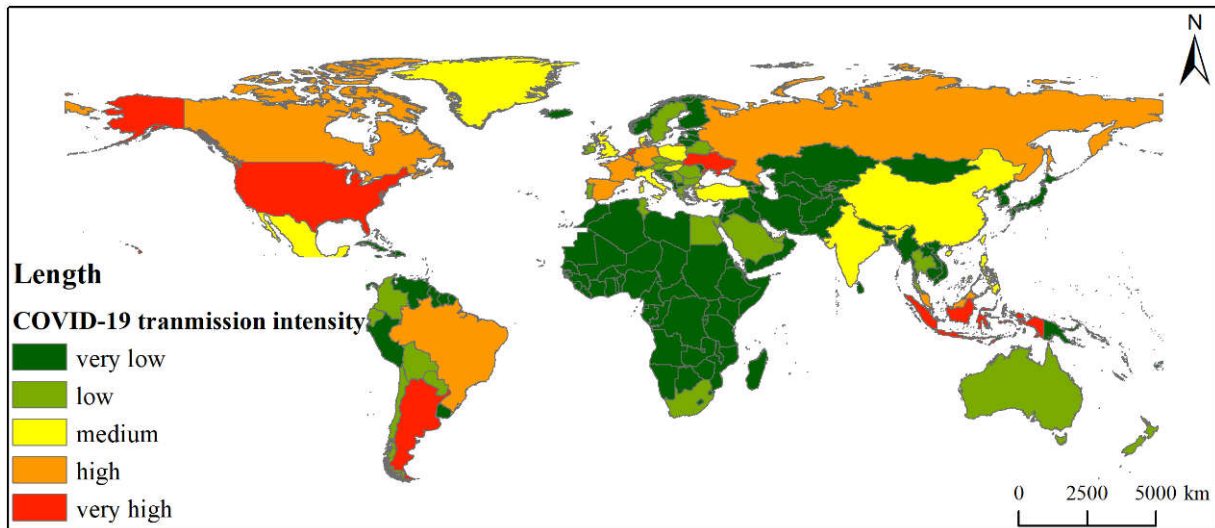 N
Length
COVID-19 tranmission intensity
very low
low
medium
high
very high
0 2500 5000 km